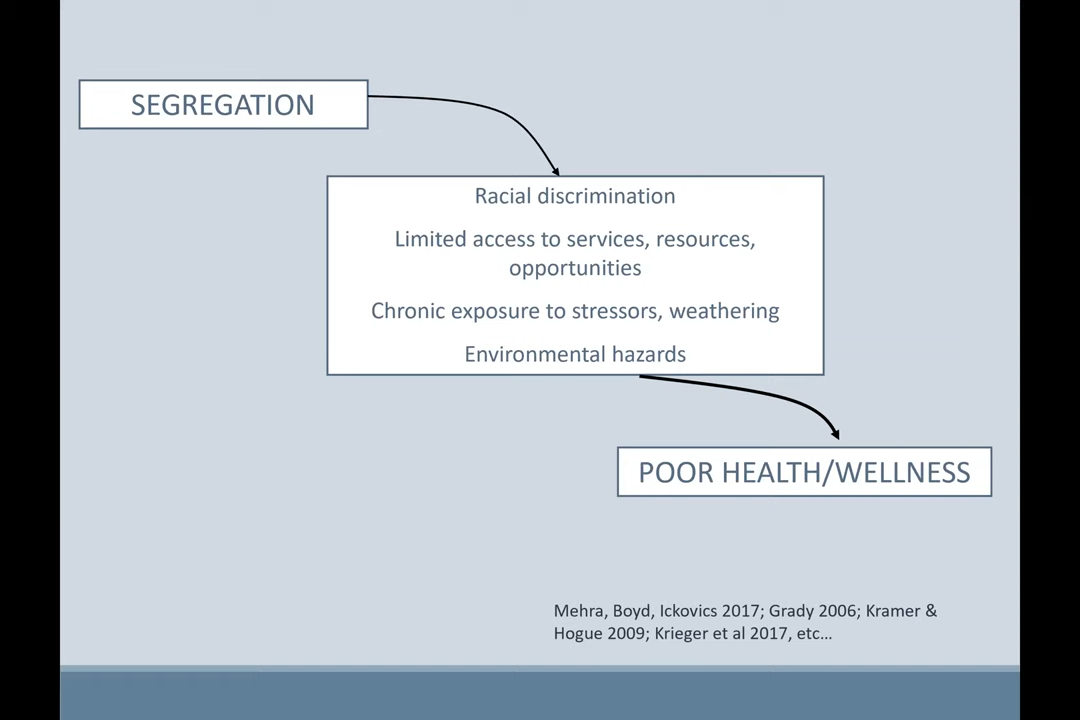 SEGREGATION
Racial discrimination
Limited access to services, resources,
opportunities
Chronic exposure to stressors, weathering
Environmental hazards
POOR HEALTH/WELLNESS
Mehra, Boyd, Ickovics 2017; Grady 2006; Kramer &
Hogue 2009; Krieger et al 2017, etc…